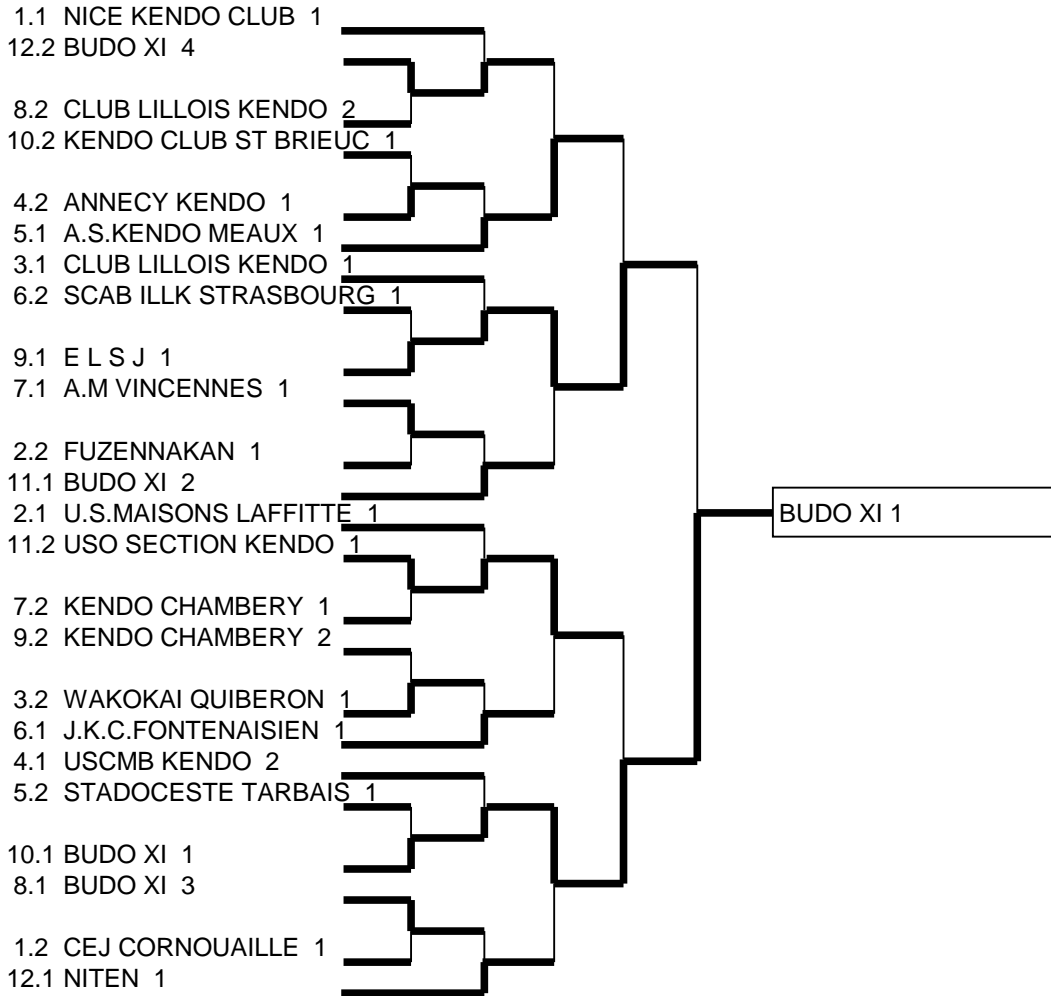 1.1 NICE KENDO CLUB 1
12.2 BUDO XI 4
8.2 CLUB LILLOIS KENDO 2
10.2 KENDO CLUB ST BRIEUC 1
4.2 ANNECY KENDO 1
5.1 A.S.KENDO MEAUX 1
3.1 CLUB LILLOIS KENDO 1
6.2 SCAB ILLK STRASBOURG 1
9.1 E L S J 1
7.1 A.M VINCENNES 1
2.2 FUZENNAKAN 1
11.1 BUDO XI 2
2.1 U.S.MAISONS LAFFITTE 1
11.2 USO SECTION KENDO 1
BUDO XI 1
7.2 KENDO CHAMBERY 1
9.2 KENDO CHAMBERY 2
3.2 WAKOKAI QUIBERON 1
6.1 J.K.C.FONTENAISIEN 1
4.1 USCMB KENDO 2
5.2 STADOCESTE TARBAIS 1
10.1 BUDO XI 1
8.1 BUDO XI 3
1.2 CEJ CORNOUAILLE 1
12.1 NITEN 1